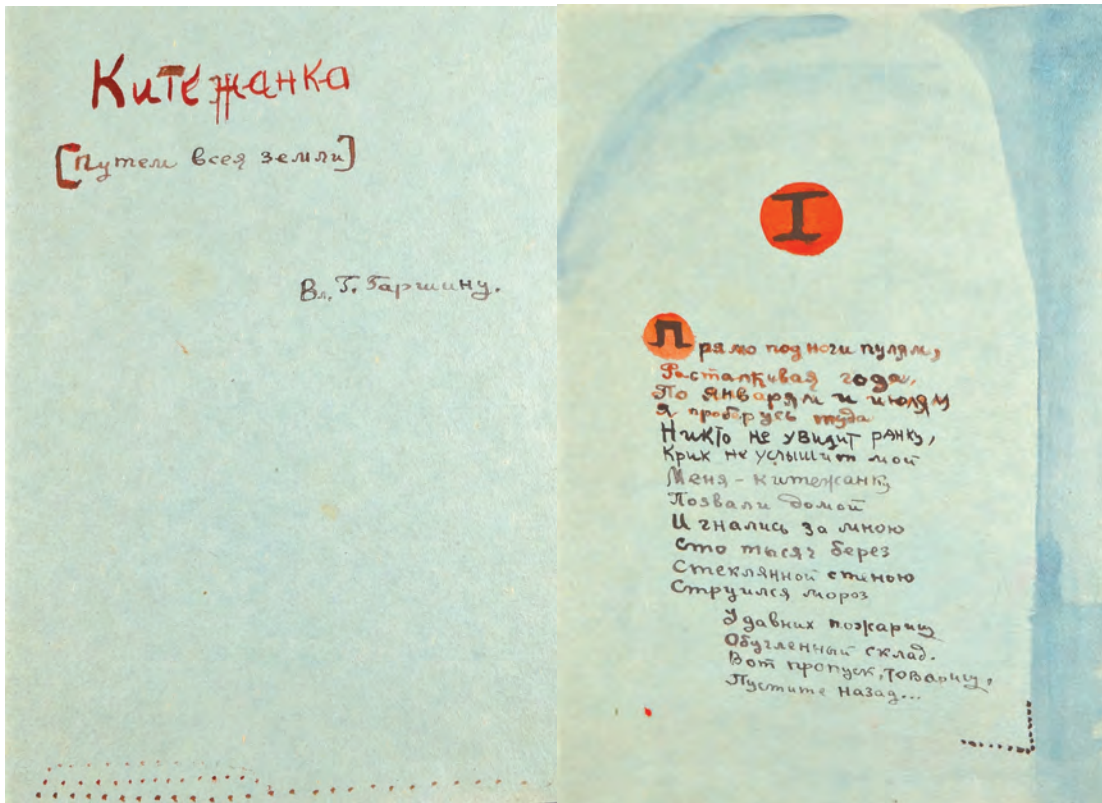 Китежанка
[Путем всея земли]
Вл. Г. Гаршину.
I
Прямо под ноги пулям,
Расталкивая года,
По январям и июлям
Я проберусь туда
Никто не увидит ранку,
Крик не услышит мой
Меня - китежанку
Позвали домой
И гнались за мною
Сто тысяч берез
Стеклянной стеною
Струился мороз
У давних пожарищ
Обугленный склад.
Вот пропуск, товарищ,
Пустите назад...